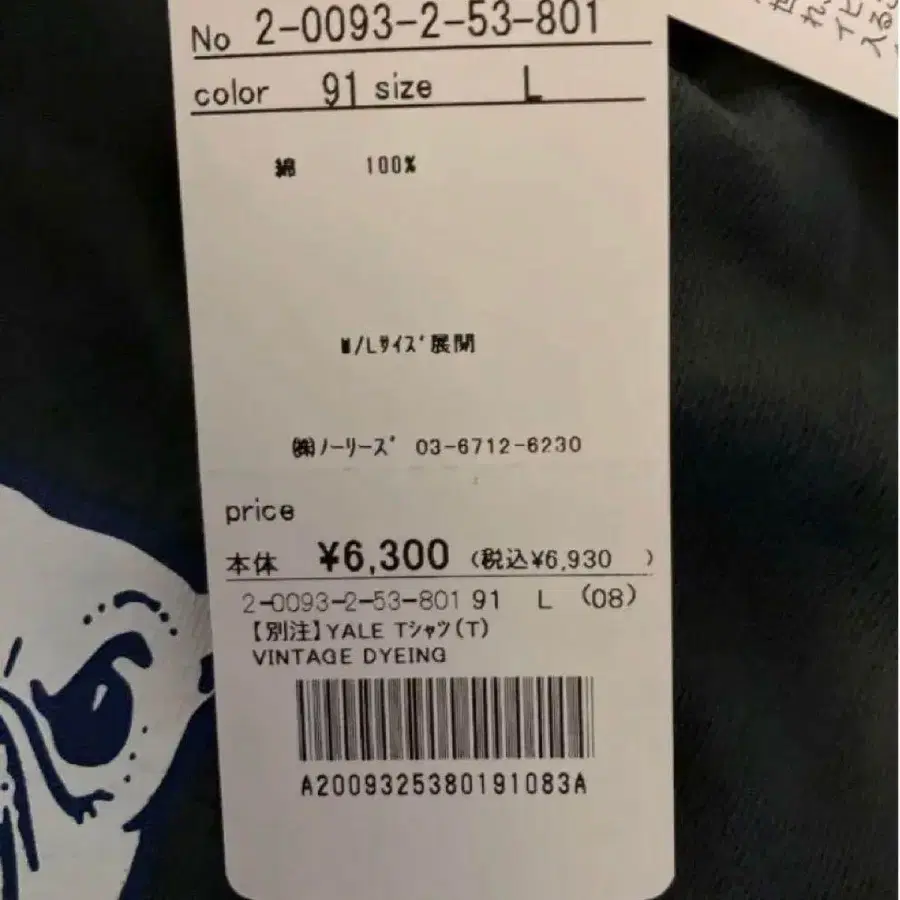 No 2-0093-2-53-801
color 91 size L
綿 100%
M/Lサイズ展開
㈱ノーリーズ 03-6712-6230
price
本体 ¥6,300 (税込¥6,930 )
2-0093-2-53-801 91 L (08)
【別注】YALE Tシャツ(T)
VINTAGE DYEING
A2009325380191083A